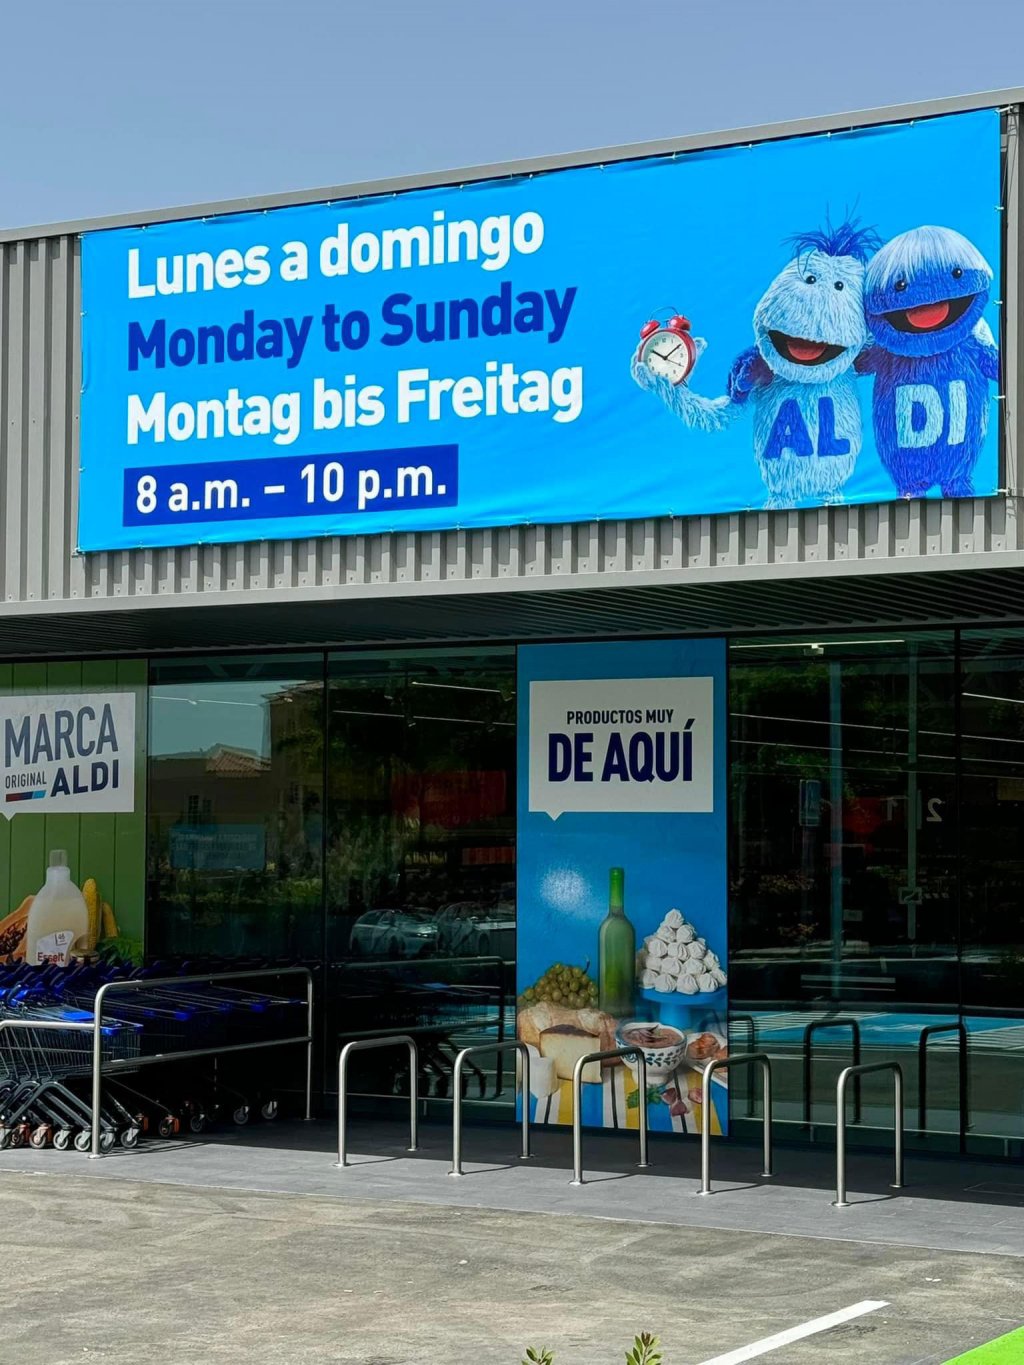 Lunes a domingo
Monday to Sunday
Montag bis Freitag
8 a.m. – 10 p.m.
AL DI
MARCA
ORIGINAL ALDI
PRODUCTOS MUY
DE AQUÍ